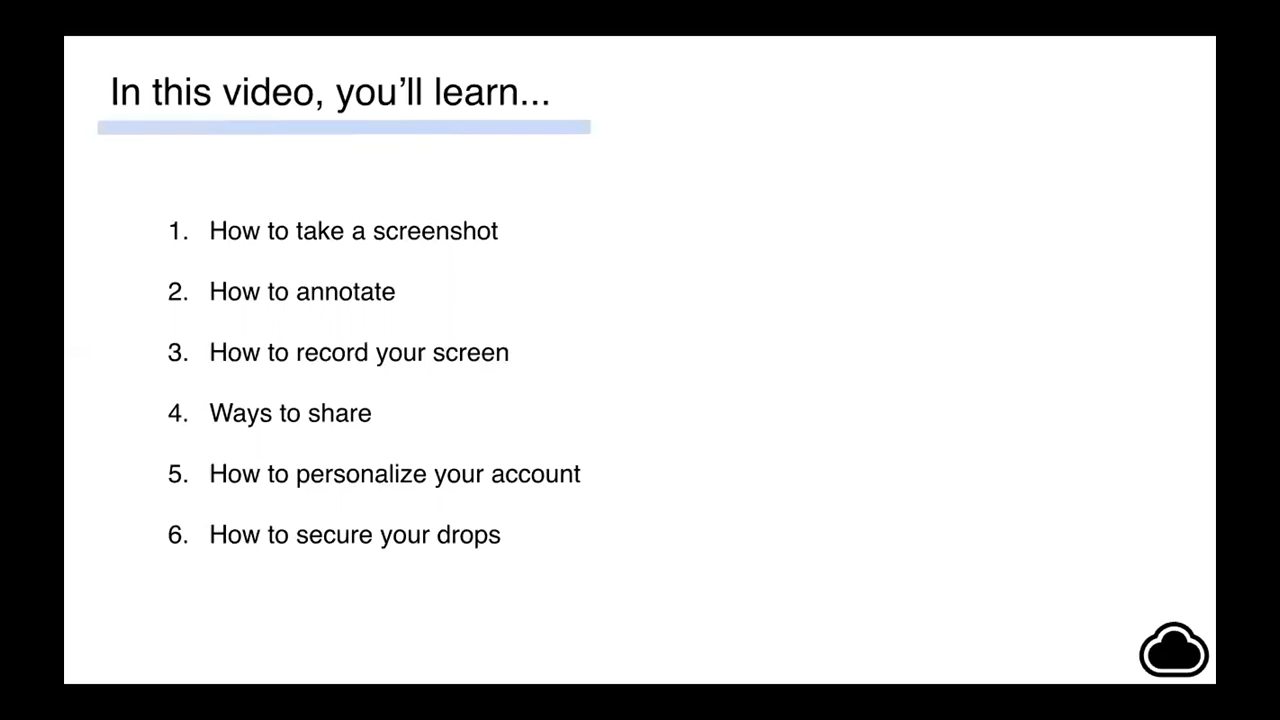 In this video, you’ll learn...
1. How to take a screenshot
2. How to annotate
3. How to record your screen
4. Ways to share
5. How to personalize your account
6. How to secure your drops